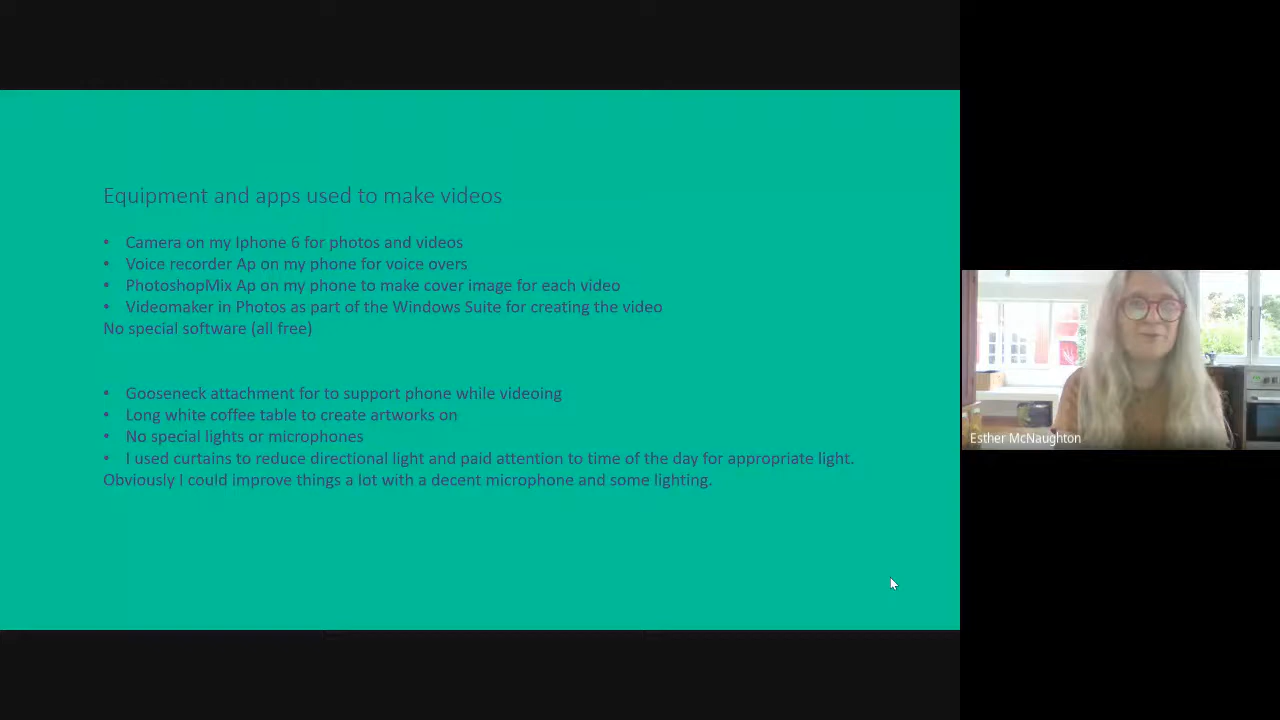 Equipment and apps used to make videos
• Camera on my Iphone 6 for photos and videos
• Voice recorder Ap on my phone for voice overs
• PhotoshopMix Ap on my phone to make cover image for each video
• Videomaker in Photos as part of the Windows Suite for creating the video
No special software (all free)
• Gooseneck attachment for to support phone while videoing
• Long white coffee table to create artworks on
• No special lights or microphones
• I used curtains to reduce directional light and paid attention to time of the day for appropriate light.
Obviously I could improve things a lot with a decent microphone and some lighting.
Esther McNaughton